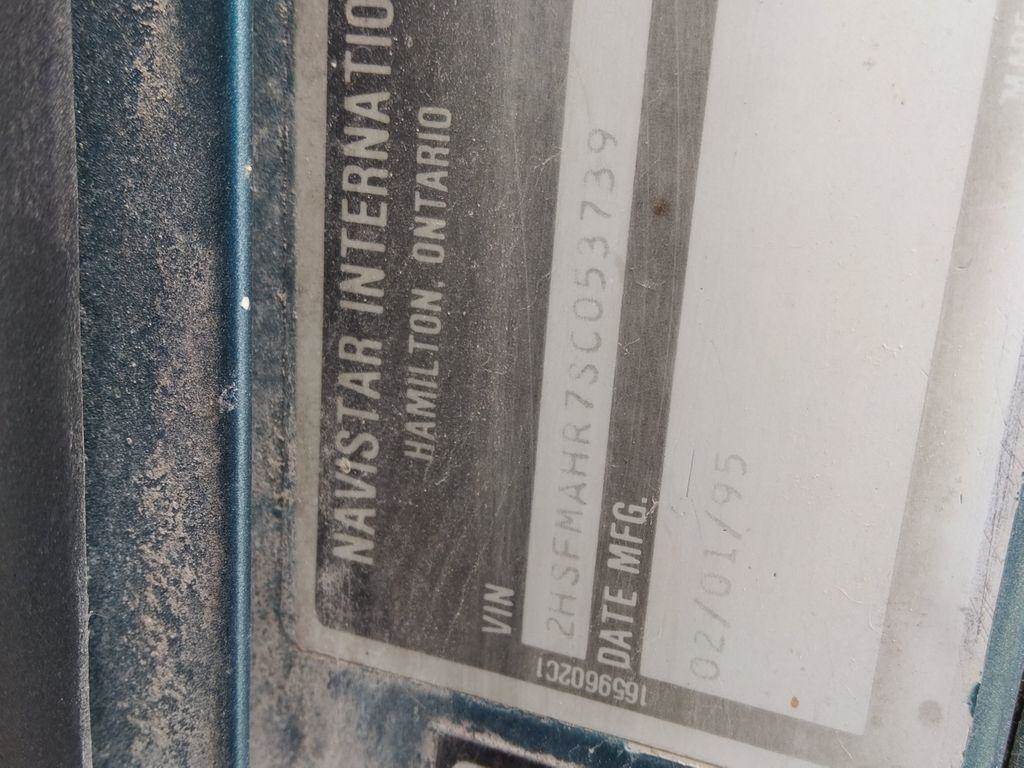 NAVISTAR INTERNATIO
HAMILTON, ONTARIO
VIN
2HSFMAHR7SC053739
DATE MFG.
02/01/95
1659602C1